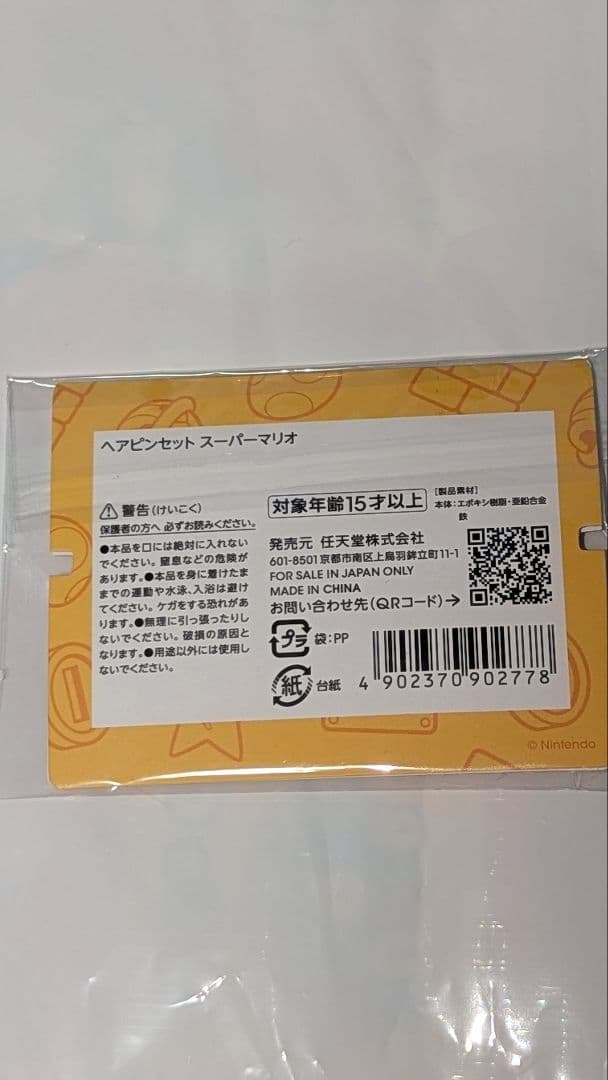 ヘアピンセット スーパーマリオ
⚠ 警告(けいこく)
保護者の方へ 必ずお読みください。
●本品を口には絶対に入れない
でください。窒息などの危険が
あります。●本品を身に着けたま
までの運動や水泳、入浴は避け
てください。ケガをする恐れがあ
ります。●無理に引っ張ったりし
ないでください。破損の原因と
なります。●用途以外には使用し
ないでください。
対象年齢15才以上
[製品素材]
本体:エポキシ樹脂・亜鉛合金
鉄
発売元 任天堂株式会社
601-8501 京都市南区上鳥羽鉾立町11-1
FOR SALE IN JAPAN ONLY
MADE IN CHINA
お問い合わせ先(QRコード)→
プラ 袋:PP
紙 台紙
4 902370 902778
© Nintendo